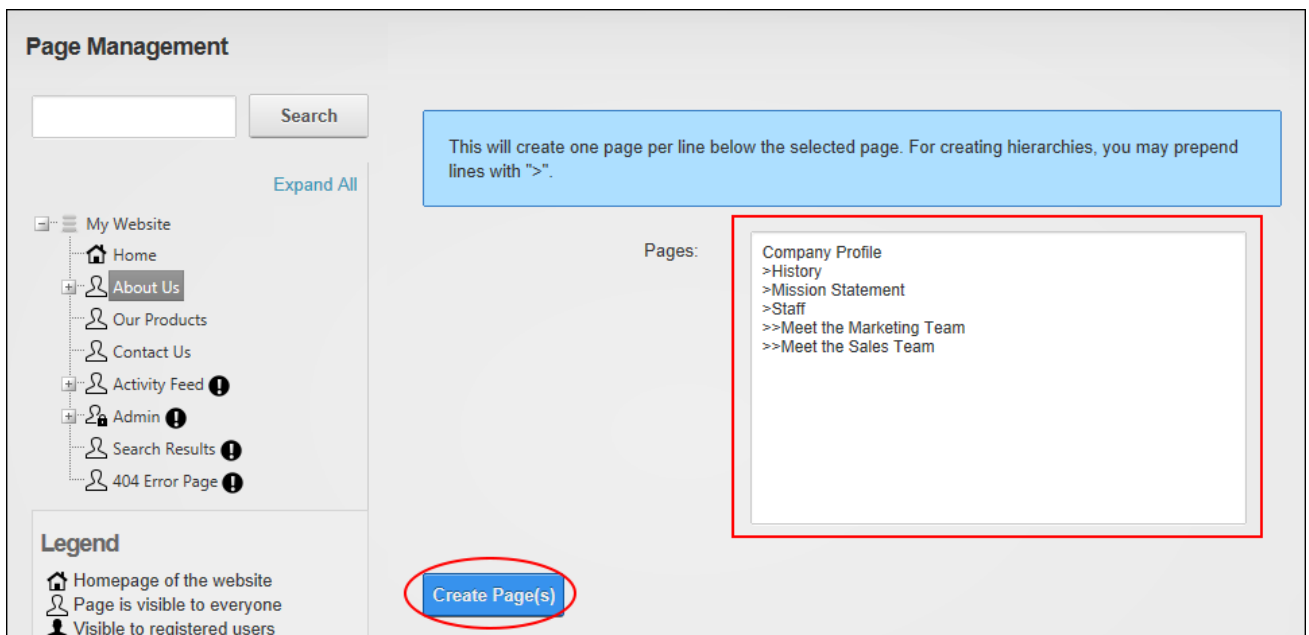 Page Management
Search
Expand All
My Website
Home
About Us
Our Products
Contact Us
Activity Feed
Admin
Search Results
404 Error Page
Legend
Homepage of the website
Page is visible to everyone
Visible to registered users
This will create one page per line below the selected page. For creating hierarchies, you may prepend
lines with ">".
Pages:
Company Profile
>History
>Mission Statement
>Staff
>>Meet the Marketing Team
>>Meet the Sales Team
Create Page(s)